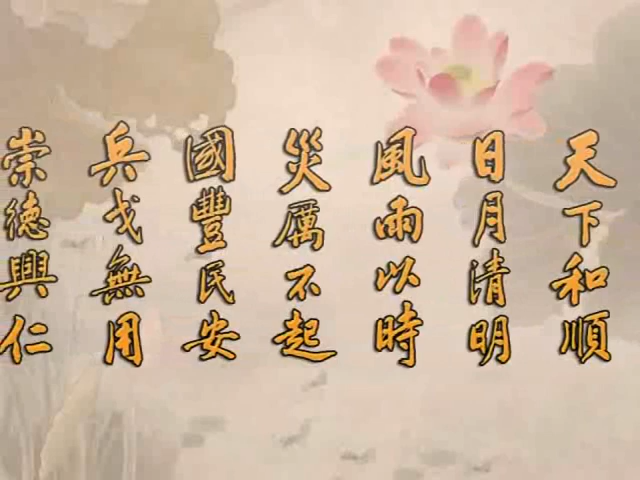 天下和順
日月清明
風雨以時
災厲不起
國豐民安
兵戈無用
崇德興仁